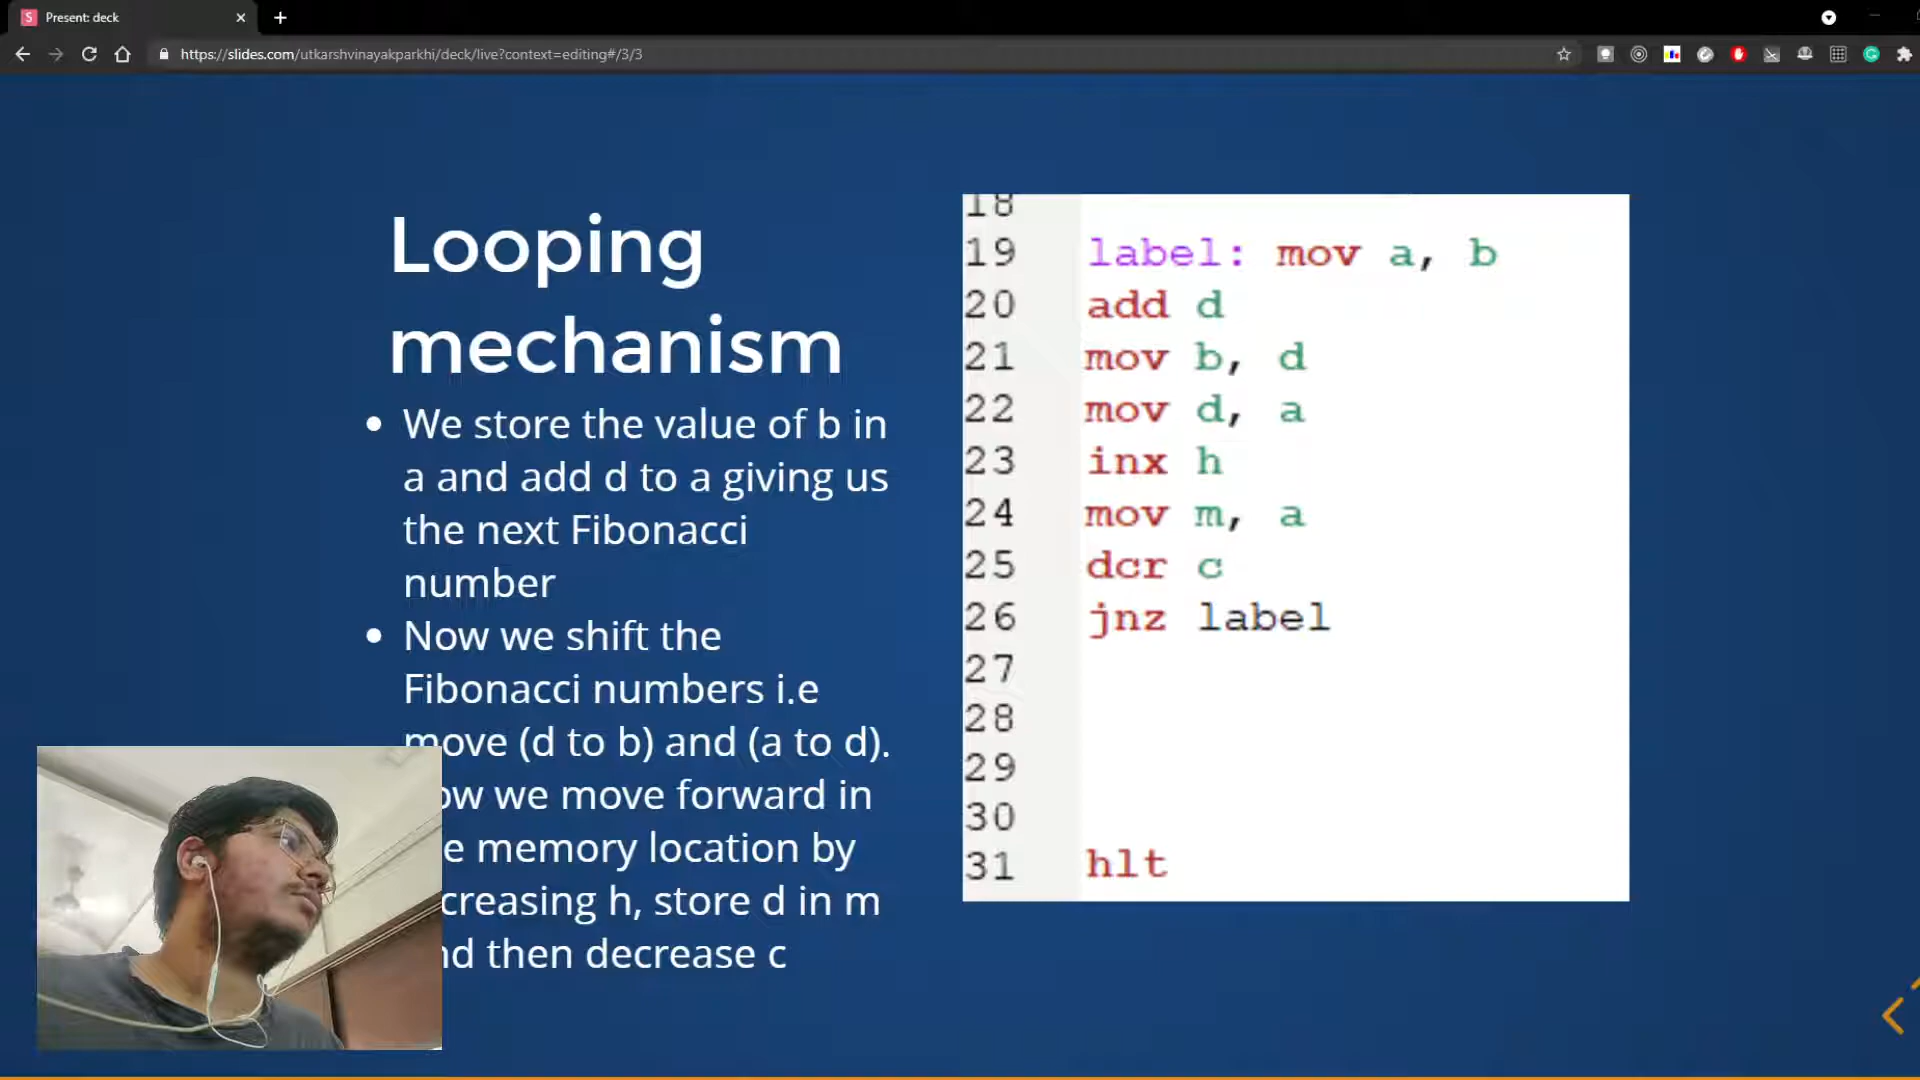 Present: deck
https://slides.com/utkarshvinayakparkhi/deck/live?context=editing#/3/3
Looping
mechanism
We store the value of b in
a and add d to a giving us
the next Fibonacci
number
Now we shift the
Fibonacci numbers i.e
move (d to b) and (a to d).
we move forward in
memory location by
h, store d in m
then decrease c
18
19 label: mov a, b
20 add d
21 mov b, d
22 mov d, a
23 inx h
24 mov m, a
25 dcr c
26 jnz label
27
28
29
30
31 hlt